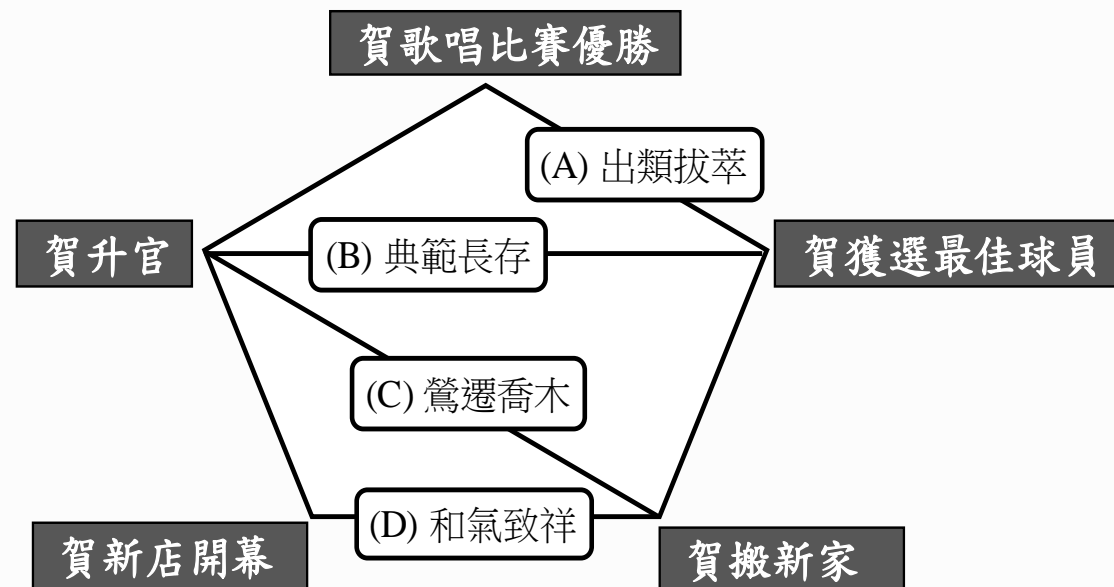 賀歌唱比賽優勝
(A) 出類拔萃
賀升官
(B) 典範長存
賀獲選最佳球員
(C) 鶯遷喬木
(D) 和氣致祥
賀新店開幕
賀搬新家